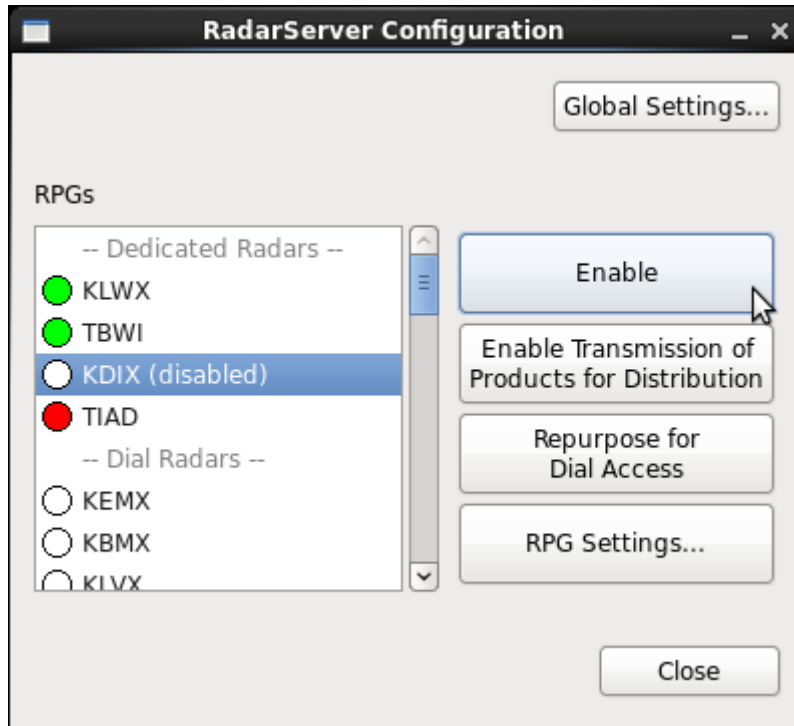 RadarServer Configuration
Global Settings...
RPGs
-- Dedicated Radars --
KLWX
TBWI
KDIX (disabled)
TIAD
-- Dial Radars --
KEMX
KBMX
KLVX
Enable
Enable Transmission of
Products for Distribution
Repurpose for
Dial Access
RPG Settings...
Close